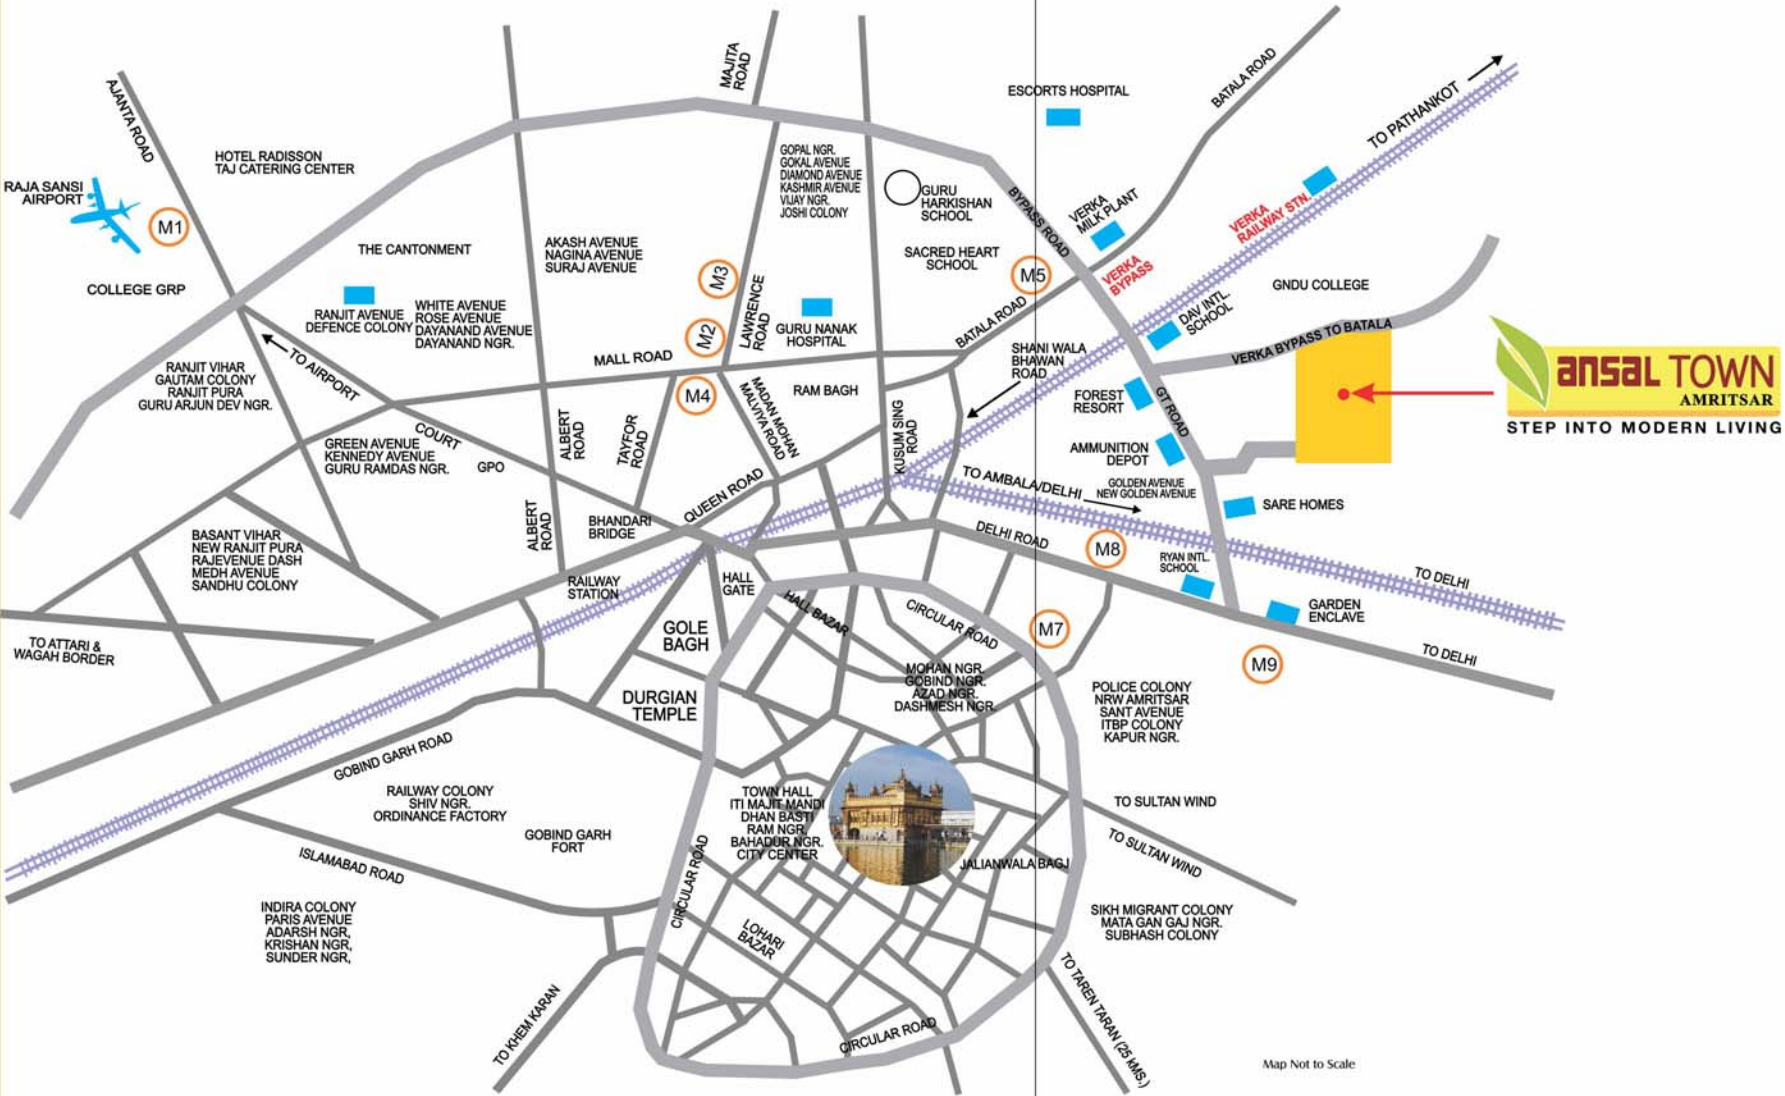 AJANTA ROAD
HOTEL RADISSON
TAJ CATERING CENTER
RAJA SANSI
AIRPORT
M1
COLLEGE GRP
MAJITA
ROAD
ESCORTS HOSPITAL
BATALA ROAD
TO PATHANKOT
GOPAL NGR.
GOKAL AVENUE
DIAMOND AVENUE
KASHMIR AVENUE
VIJAY NGR.
JOSHI COLONY
GURU
HARKISHAN
SCHOOL
BYPASS ROAD
VERKA
MILK PLANT
VERKA
RAILWAY STN.
THE CANTONMENT
AKASH AVENUE
NAGINA AVENUE
SURAJ AVENUE
SACRED HEART
SCHOOL
M3
M5
VERKA
BYPASS
GNDU COLLEGE
RANJIT AVENUE
DEFENCE COLONY
WHITE AVENUE
ROSE AVENUE
DAYANAND AVENUE
DAYANAND NGR.
M2
LAWRENCE
ROAD
GURU NANAK
HOSPITAL
BATALA ROAD
DAV INTL.
SCHOOL
VERKA BYPASS TO BATALA
TO AIRPORT
MALL ROAD
SHANI WALA
BHAWAN
ROAD
ansal TOWN
AMRITSAR
STEP INTO MODERN LIVING
RANJIT VIHAR
GAUTAM COLONY
RANJIT PURA
GURU ARJUN DEV NGR.
M4
MADAN MOHAN
MALVIYA ROAD
RAM BAGH
FOREST
RESORT
GT ROAD
COURT
ALBERT
ROAD
TAYFOR
ROAD
KUSUM SING
ROAD
GREEN AVENUE
KENNEDY AVENUE
GURU RAMDAS NGR.
GPO
AMMUNITION
DEPOT
TO AMBALA/DELHI
GOLDEN AVENUE
NEW GOLDEN AVENUE
QUEEN ROAD
SARE HOMES
ALBERT
ROAD
BHANDARI
BRIDGE
DELHI ROAD
M8
BASANT VIHAR
NEW RANJIT PURA
RAJEVENUE DASH
MEDH AVENUE
SANDHU COLONY
RYAN INTL.
SCHOOL
TO DELHI
RAILWAY
STATION
HALL
GATE
HALL BAZAR
CIRCULAR ROAD
M7
GARDEN
ENCLAVE
TO ATTARI &
WAGAH BORDER
GOLE
BAGH
M9
TO DELHI
MOHAN NGR.
GOBIND NGR.
AZAD NGR.
DASHMESH NGR.
DURGIAN
TEMPLE
POLICE COLONY
NRW AMRITSAR
SANT AVENUE
ITBP COLONY
KAPUR NGR.
GOBIND GARH ROAD
RAILWAY COLONY
SHIV NGR.
ORDINANCE FACTORY
TOWN HALL
ITI MAJIT MANDI
DHAN BASTI
RAM NGR,
BAHADUR NGR.
CITY CENTER
TO SULTAN WIND
GOBIND GARH
FORT
TO SULTAN WIND
ISLAMABAD ROAD
CIRCULAR ROAD
JALIANWALA BAGJ
INDIRA COLONY
PARIS AVENUE
ADARSH NGR,
KRISHAN NGR,
SUNDER NGR,
LOHARI
BAZAR
SIKH MIGRANT COLONY
MATA GAN GAJ NGR.
SUBHASH COLONY
TO KHEM KARAN
CIRCULAR ROAD
TO TAREN TARAN (25 kMS.)
Map Not to Scale